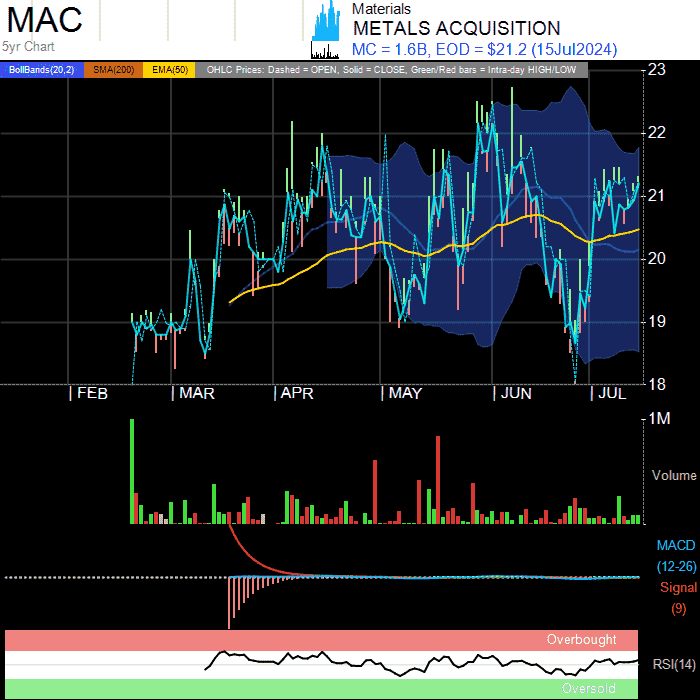 MAC
5yr Chart
Materials
METALS ACQUISITION
MC = 1.6B, EOD = $21.2 (15Jul2024)
BollBands(20,2) SMA(200) EMA(50) OHLC Prices: Dashed = OPEN, Solid = CLOSE, Green/Red bars = Intra-day HIGH/LOW
23
22
21
20
19
18
| FEB | MAR | APR | MAY | JUN | JUL
1M
Volume
MACD
(12-26)
Signal
(9)
Overbought
RSI(14)
Oversold